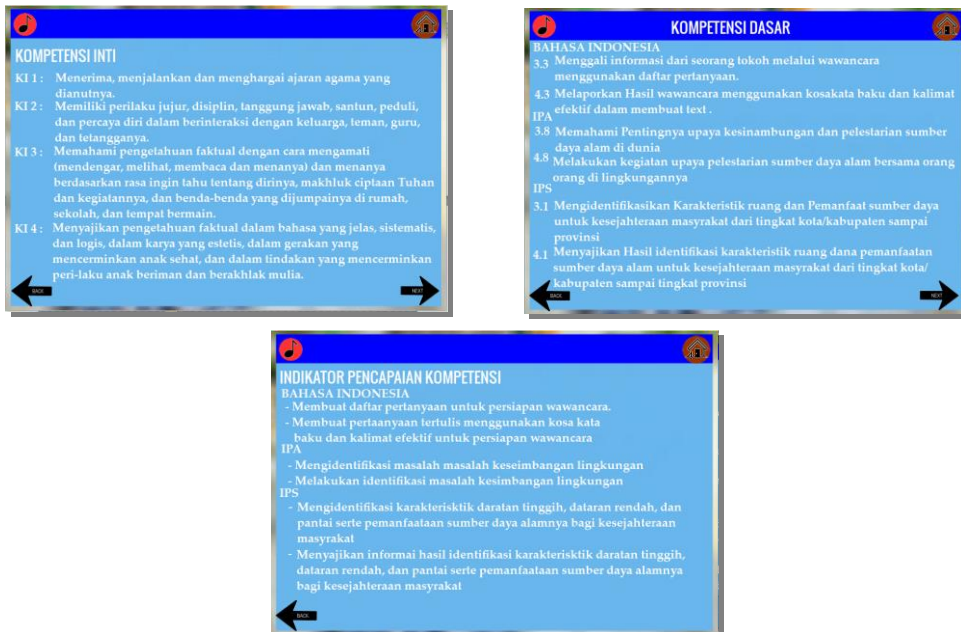 KOMPETENSI INTI
KI 1 : Menerima, menjalankan dan menghargai ajaran agama yang
dianutnya.
KI 2 : Memiliki perilaku jujur, disiplin, tanggung jawab, santun, peduli,
dan percaya diri dalam berinteraksi dengan keluarga, teman, guru,
dan tetangganya.
KI 3 : Memahami pengetahuan faktual dengan cara mengamati
(mendengar, melihat, membaca dan menanya) dan menanya
berdasarkan rasa ingin tahu tentang dirinya, makhluk ciptaan Tuhan
dan kegiatannya, dan benda-benda yang dijumpainya di rumah,
sekolah, dan tempat bermain.
KI 4 : Menyajikan pengetahuan faktual dalam bahasa yang jelas, sistematis,
dan logis, dalam karya yang estetis, dalam gerakan yang
mencerminkan anak sehat, dan dalam tindakan yang mencerminkan
peri-laku anak beriman dan berakhlak mulia.
BACK
NEXT
KOMPETENSI DASAR
BAHASA INDONESIA
3.3 Menggali informasi dari seorang tokoh melalui wawancara
menggunakan daftar pertanyaan.
4.3 Melaporkan Hasil wawancara menggunakan kosakata baku dan kalimat
efektif dalam membuat text .
IPA
3.8 Memahami Pentingnya upaya kesinambungan dan pelestarian sumber
daya alam di dunia
4.8 Melakukan kegiatan upaya pelestarian sumber daya alam bersama orang
orang di lingkungannya
IPS
3.1 Mengidentifikasikan Karakteristik ruang dan Pemanfaat sumber daya
untuk kesejahteraan masyrakat dari tingkat kota/kabupaten sampai
provinsi
4.1 Menyajikan Hasil identifikasi karakteristik ruang dana pemanfaatan
sumber daya alam untuk kesejahteraan masyrakat dari tingkat kota/
kabupaten sampai tingkat provinsi
BACK
NEXT
INDIKATOR PENCAPAIAN KOMPETENSI
BAHASA INDONESIA
- Membuat daftar pertanyaan untuk persiapan wawancara.
- Membuat pertaanyaan tertulis menggunakan kosa kata
baku dan kalimat efektif untuk persiapan wawancara
IPA
- Mengidentifikasi masalah masalah keseimbangan lingkungan
- Melakukan identifikasi masalah kesimbangan lingkungan
IPS
- Mengidentifikasi karakterisktik daratan tinggih, dataran rendah, dan
pantai serte pemanfaataan sumber daya alamnya bagi kesejahteraan
masyrakat
- Menyajikan informai hasil identifikasi karakterisktik daratan tinggih,
dataran rendah, dan pantai serte pemanfaataan sumber daya alamnya
bagi kesejahteraan masyrakat
BACK